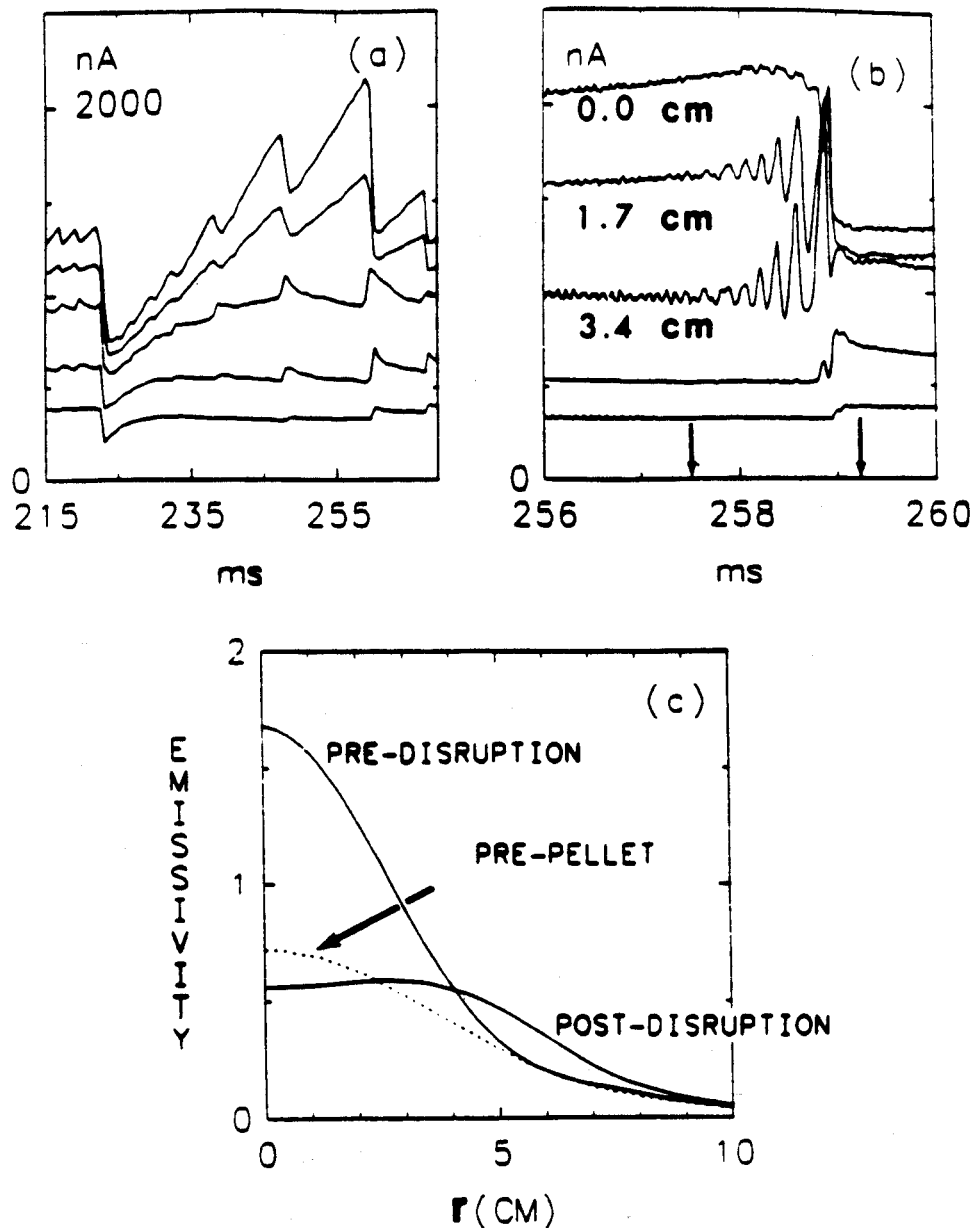 nA
(a)
2000
0
215
235
255
ms
nA
(b)
0.0 cm
1.7 cm
3.4 cm
0
256
258
260
ms
2
(c)
PRE-DISRUPTION
PRE-PELLET
1
POST-DISRUPTION
EMISSIVITY
0
0
5
10
r(CM)